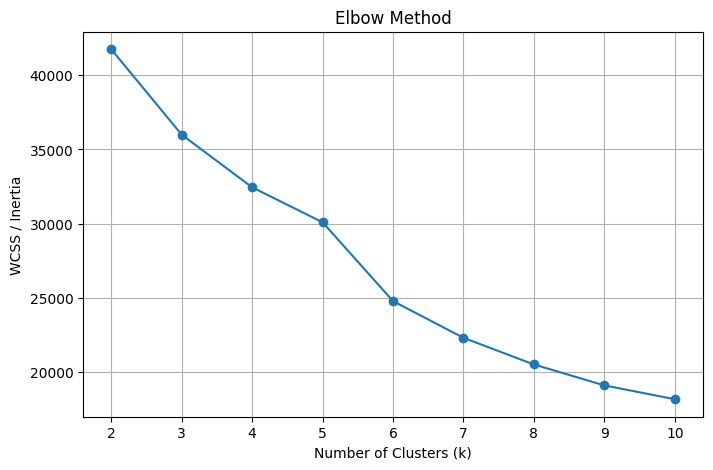 Elbow Method
40000
35000
30000
25000
20000
WCSS / Inertia
2 3 4 5 6 7 8 9 10
Number of Clusters (k)